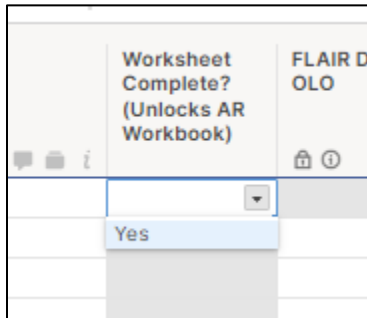 Worksheet
Complete?
(Unlocks AR
Workbook)
FLAIR D
OLO
Yes